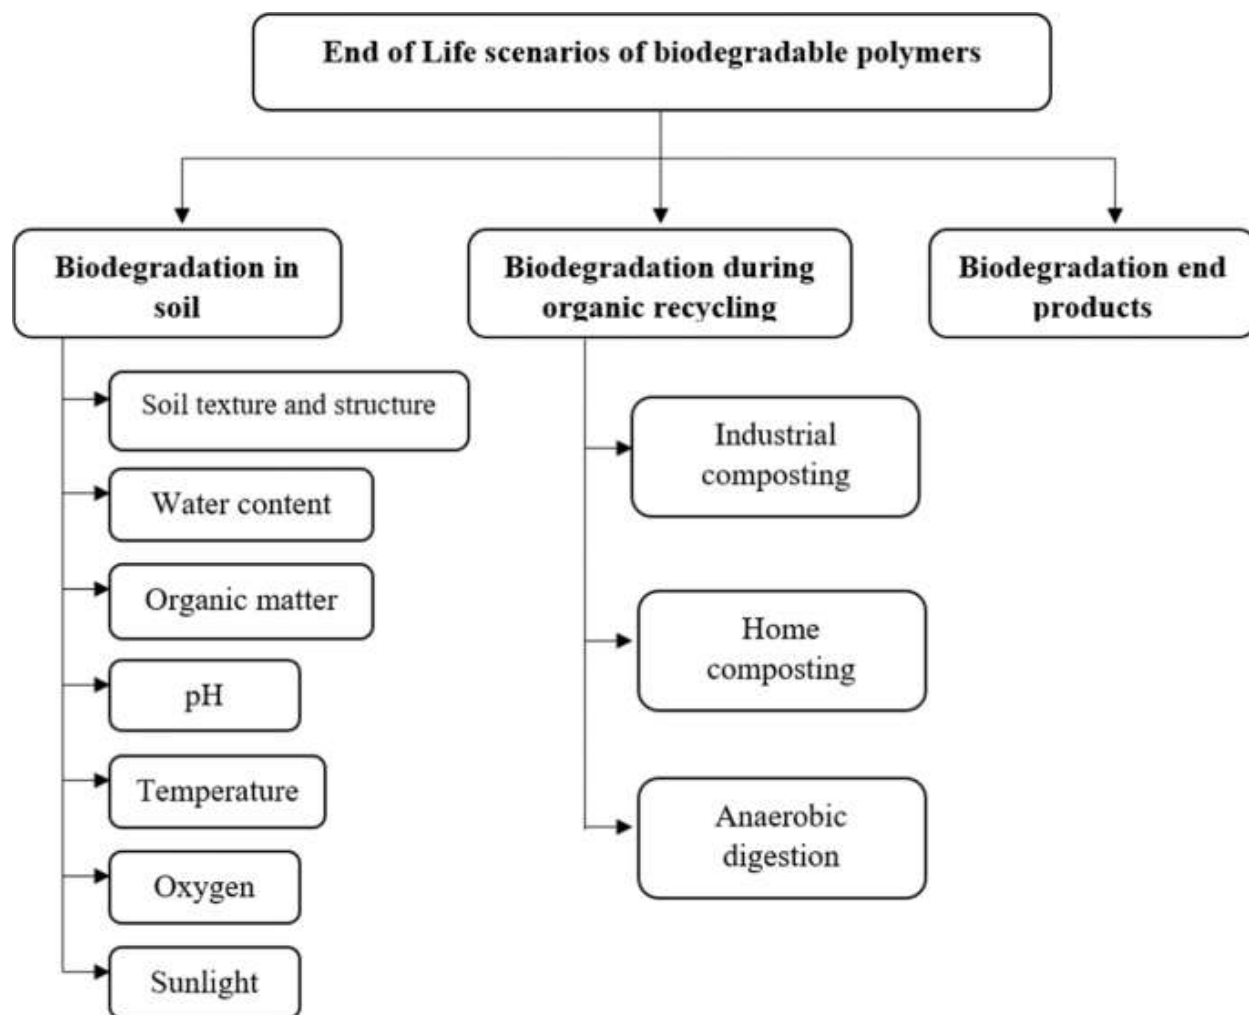 End of Life scenarios of biodegradable polymers
Biodegradation in
soil
Soil texture and structure
Water content
Organic matter
pH
Temperature
Oxygen
Sunlight
Biodegradation during
organic recycling
Industrial
composting
Home
composting
Anaerobic
digestion
Biodegradation end
products